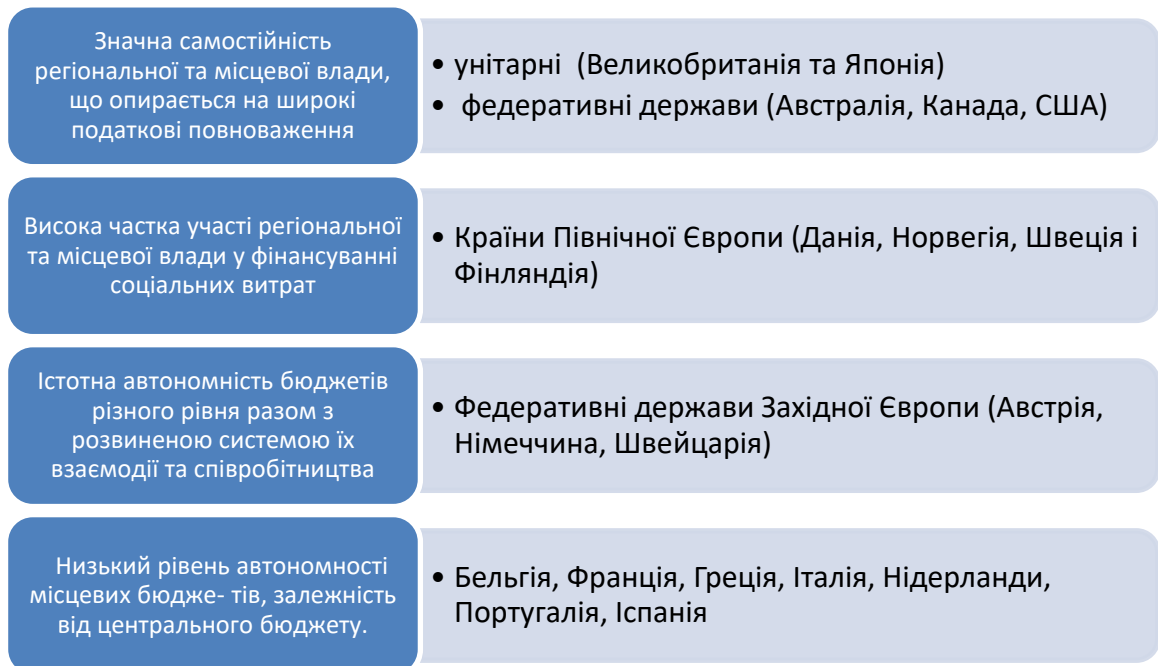 Значна самостійність
регіональної та місцевої влади,
що опирається на широкі
податкові повноваження
• унітарні  (Великобританія та Японія)
•  федеративні держави (Австралія, Канада, США)
Висока частка участі регіональної
та місцевої влади у фінансуванні
соціальних витрат
• Країни Північної Європи (Данія, Норвегія, Швеція і
Фінляндія)
Істотна автономність бюджетів
різного рівня разом з
розвиненою системою їх
взаємодії та співробітництва
• Федеративні держави Західної Європи (Австрія,
Німеччина, Швейцарія)
Низький рівень автономності
місцевих бюдже- тів, залежність
від центрального бюджету.
• Бельгія, Франція, Греція, Італія, Нідерланди,
Португалія, Іспанія